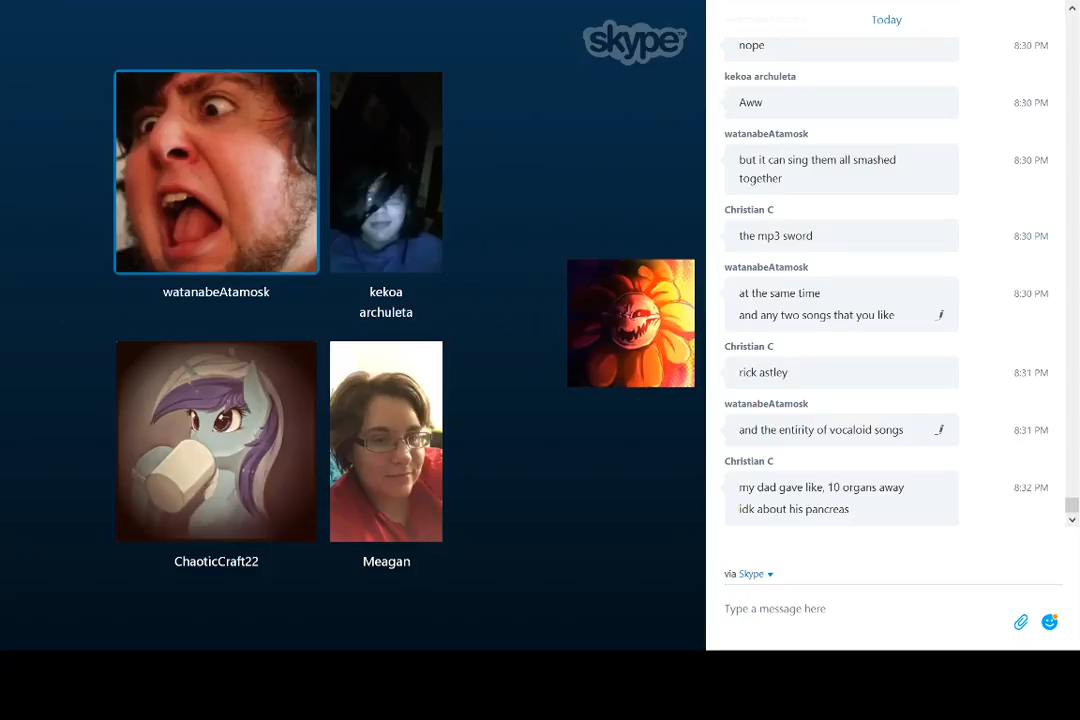 skype
watanabeAtamosk
kekoa
archuleta
ChaoticCraft22
Meagan
Today
nope
8:30 PM
kekoa archuleta
Aww
8:30 PM
watanabeAtamosk
but it can sing them all smashed
together
8:30 PM
Christian C
the mp3 sword
8:30 PM
watanabeAtamosk
at the same time
8:30 PM
and any two songs that you like
Christian C
rick astley
8:31 PM
watanabeAtamosk
and the entirity of vocaloid songs
8:31 PM
Christian C
my dad gave like, 10 organs away
8:32 PM
idk about his pancreas
via Skype
Type a message here